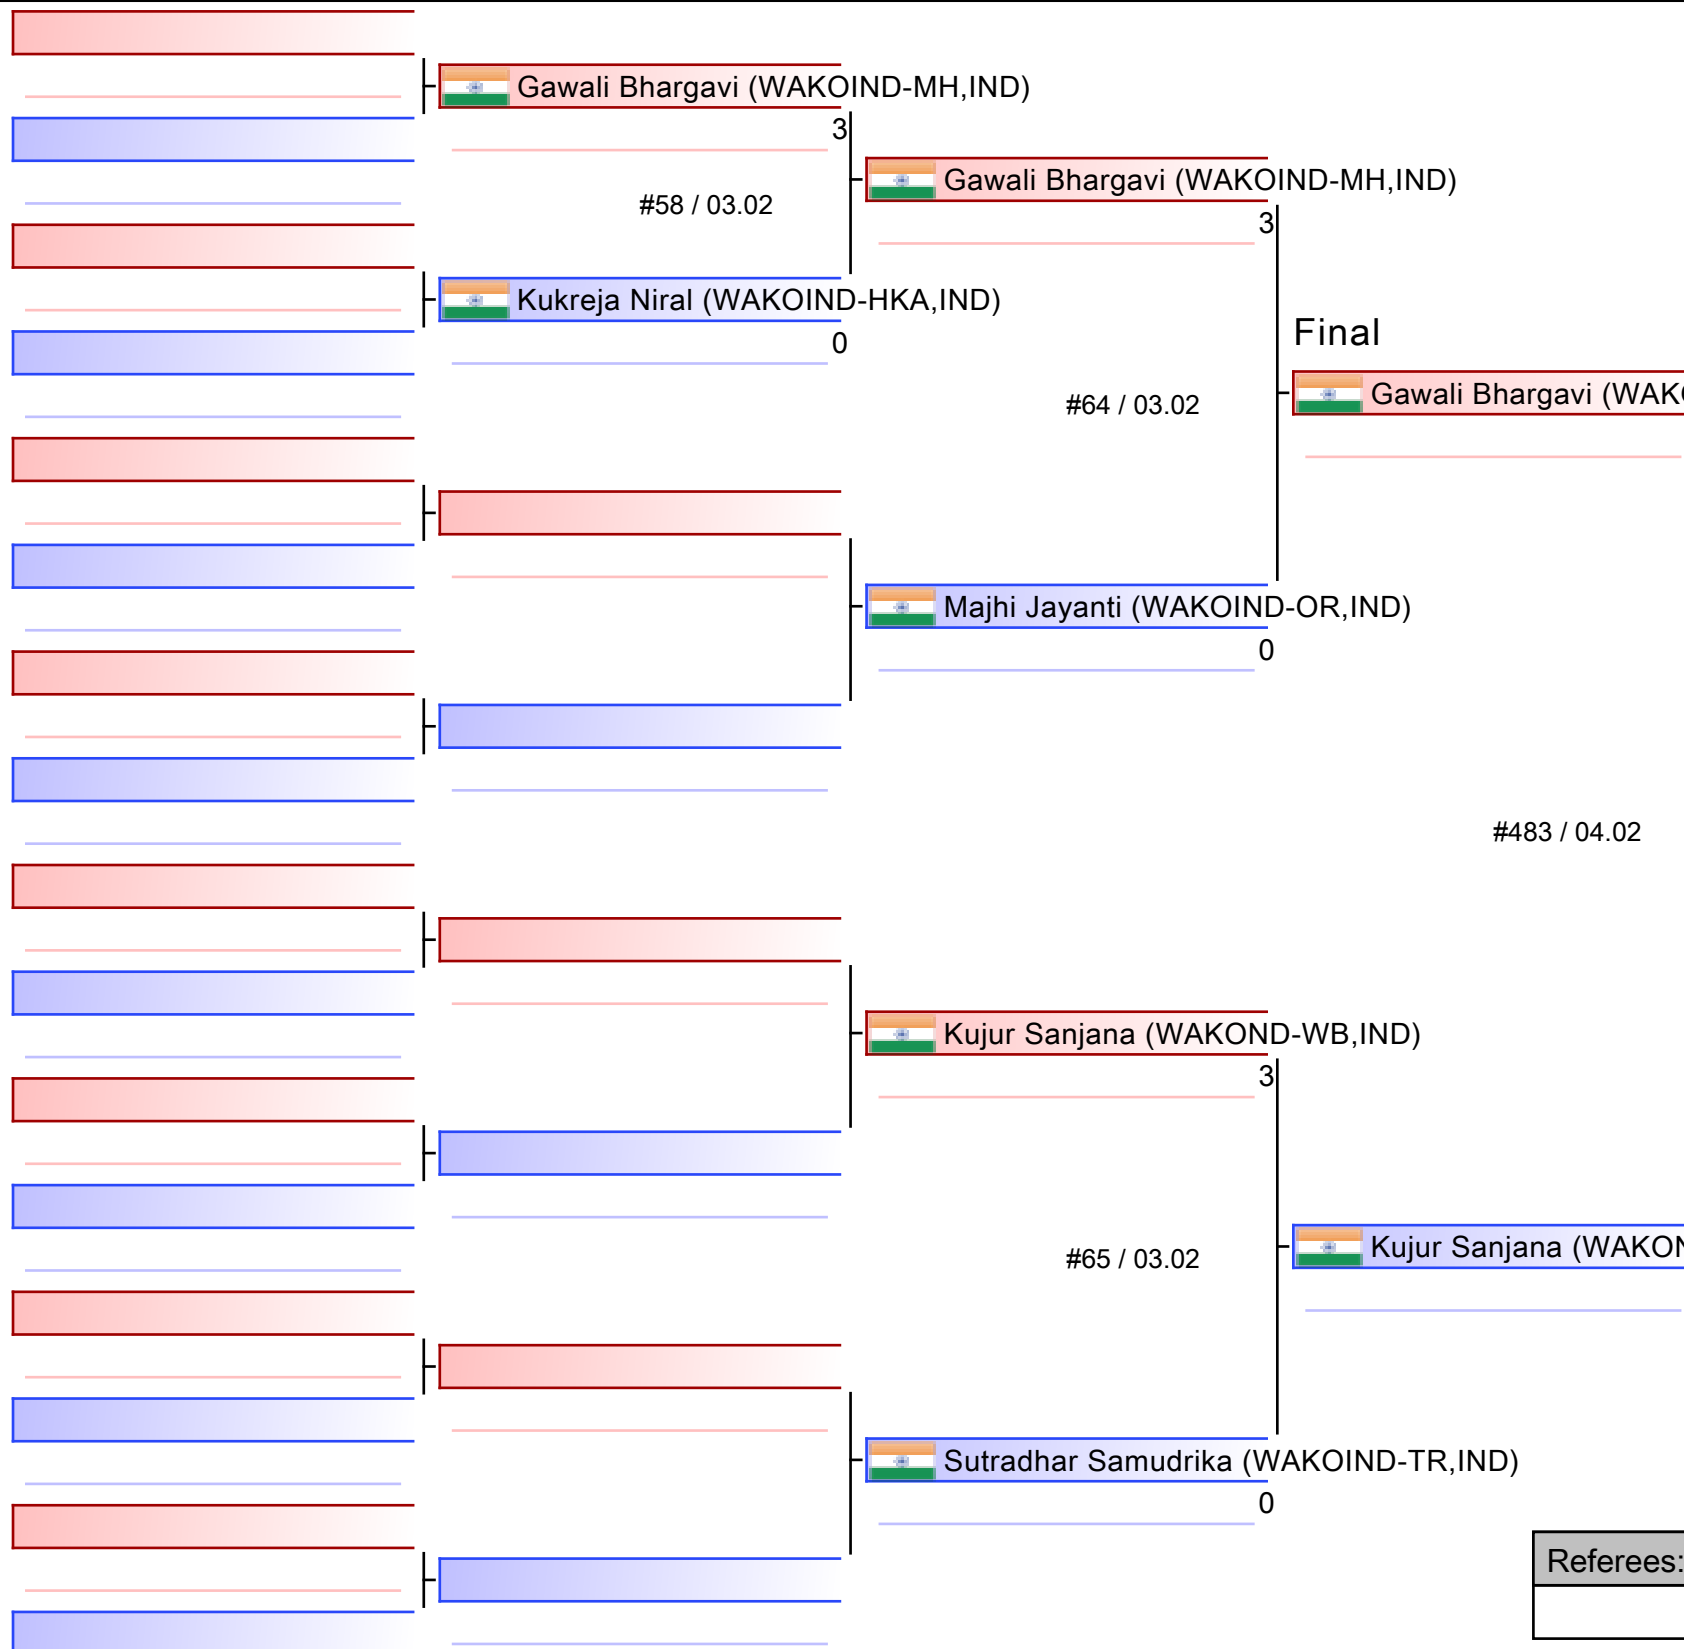 Gawali Bhargavi (WAKOIND-MH,IND)
3
#58 / 03.02
Kukreja Niral (WAKOIND-HKA,IND)
0
Gawali Bhargavi (WAKOIND-MH,IND)
3
#64 / 03.02
Majhi Jayanti (WAKOIND-OR,IND)
0
Final
Gawali Bhargavi (WAK
#483 / 04.02
Kujur Sanjana (WAKOND-WB,IND)
3
#65 / 03.02
Sutradhar Samudrika (WAKOIND-TR,IND)
0
Kujur Sanjana (WAKO
Referees: